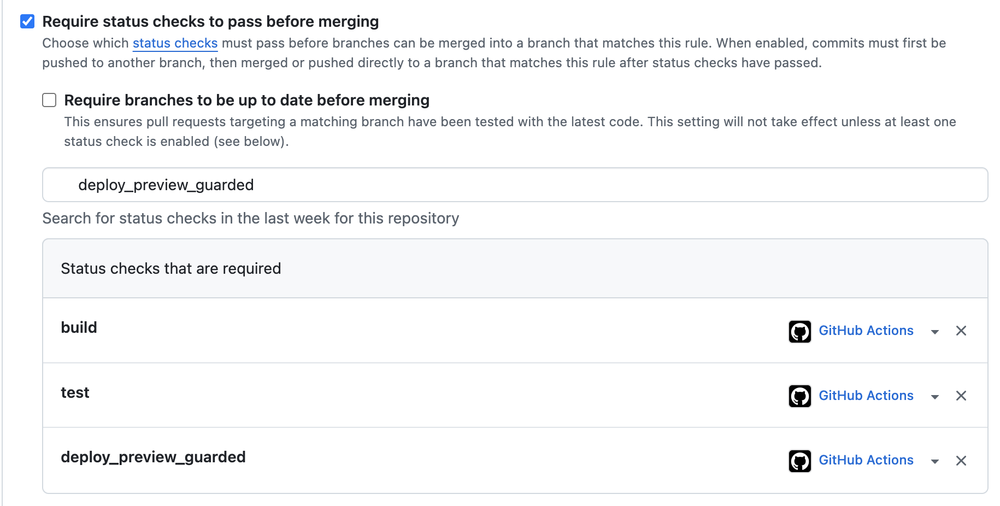 Require status checks to pass before merging
Choose which status checks must pass before branches can be merged into a branch that matches this rule. When enabled, commits must first be
pushed to another branch, then merged or pushed directly to a branch that matches this rule after status checks have passed.
Require branches to be up to date before merging
This ensures pull requests targeting a matching branch have been tested with the latest code. This setting will not take effect unless at least one
status check is enabled (see below).
deploy_preview_guarded
Search for status checks in the last week for this repository
Status checks that are required
build GitHub Actions
test GitHub Actions
deploy_preview_guarded GitHub Actions